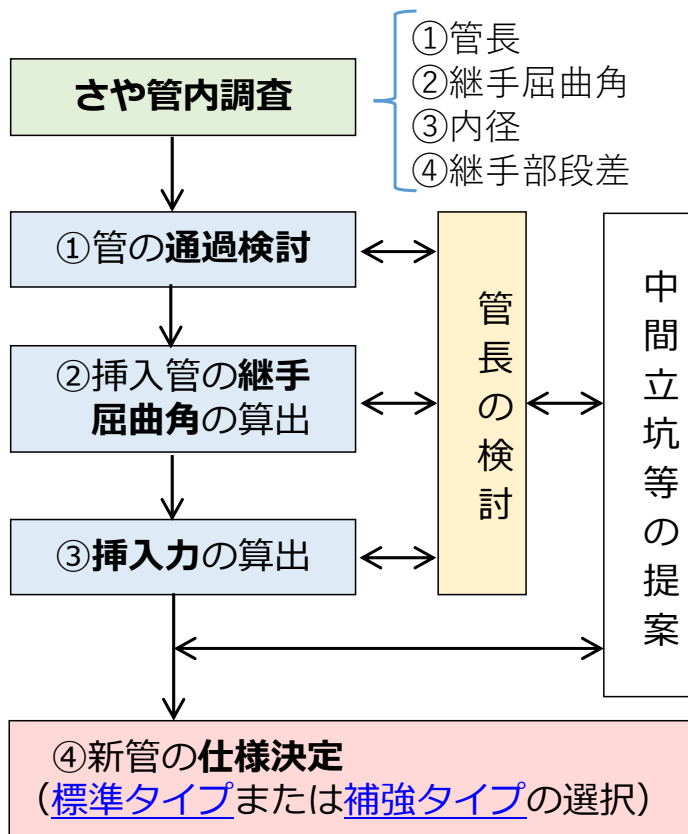 さや管内調査
①管長
②継手屈曲角
③内径
④継手部段差
①管の通過検討
②挿入管の継手
屈曲角の算出
③挿入力の算出
管長の検討
中間立坑等の提案
④新管の仕様決定
（標準タイプまたは補強タイプの選択）